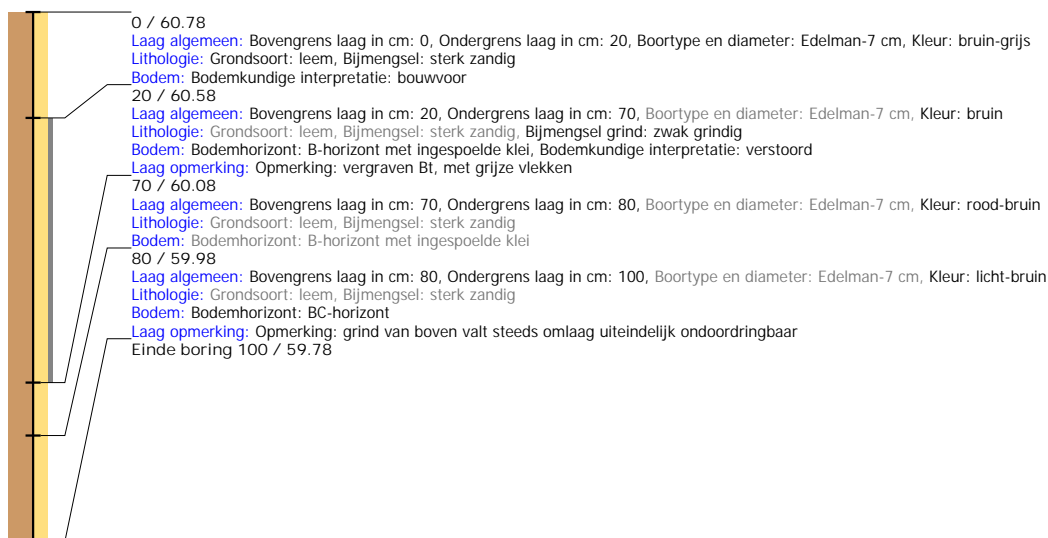 0 / 60.78
Laag algemeen: Bovengrens laag in cm: 0, Ondergrens laag in cm: 20, Boortype en diameter: Edelman-7 cm, Kleur: bruin-grijs
Lithologie: Grondsoort: leem, Bijmengsel: sterk zandig
Bodem: Bodemkundige interpretatie: bouwvoor
20 / 60.58
Laag algemeen: Bovengrens laag in cm: 20, Ondergrens laag in cm: 70, Boortype en diameter: Edelman-7 cm, Kleur: bruin
Lithologie: Grondsoort: leem, Bijmengsel: sterk zandig, Bijmengsel grind: zwak grindig
Bodem: Bodemhorizont: B-horizont met ingespoelde klei, Bodemkundige interpretatie: verstoord
Laag opmerking: Opmerking: vergraven Bt, met grijze vlekken
70 / 60.08
Laag algemeen: Bovengrens laag in cm: 70, Ondergrens laag in cm: 80, Boortype en diameter: Edelman-7 cm, Kleur: rood-bruin
Lithologie: Grondsoort: leem, Bijmengsel: sterk zandig
Bodem: Bodemhorizont: B-horizont met ingespoelde klei
80 / 59.98
Laag algemeen: Bovengrens laag in cm: 80, Ondergrens laag in cm: 100, Boortype en diameter: Edelman-7 cm, Kleur: licht-bruin
Lithologie: Grondsoort: leem, Bijmengsel: sterk zandig
Bodem: Bodemhorizont: BC-horizont
Laag opmerking: Opmerking: grind van boven valt steeds omlaag uiteindelijk ondoordringbaar
Einde boring 100 / 59.78